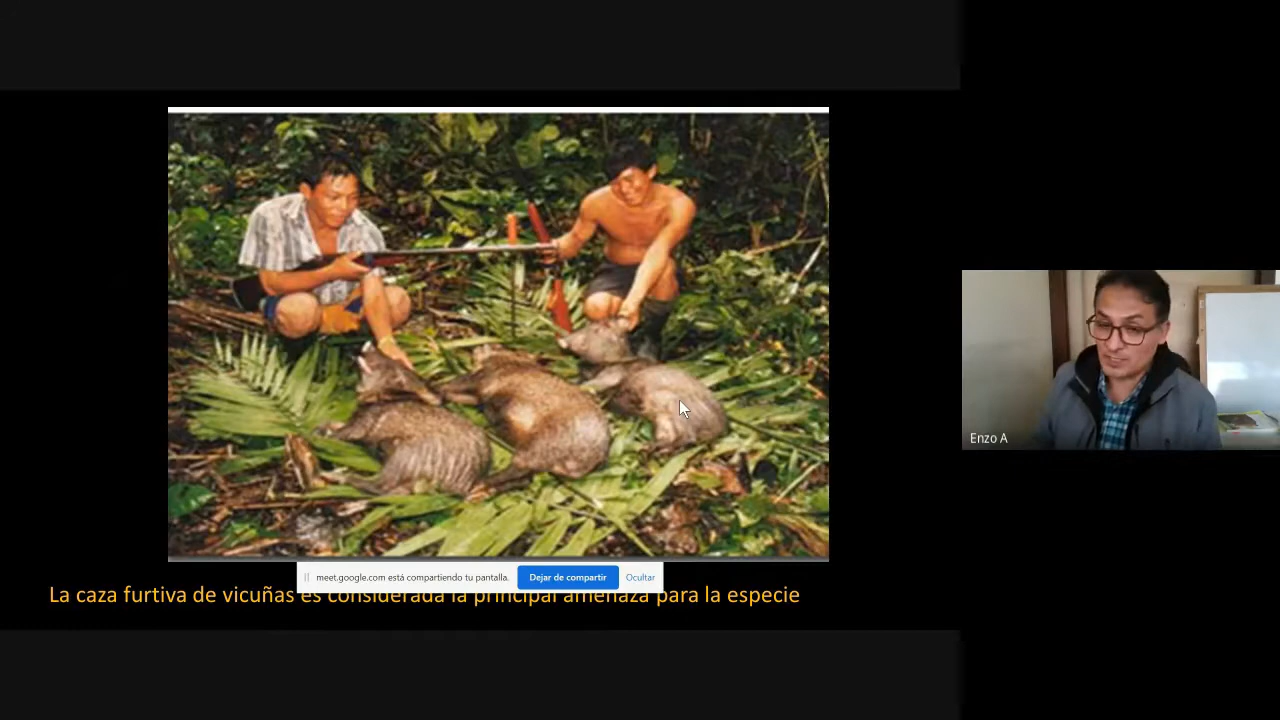 Enzo A
meet.google.com está compartiendo tu pantalla.
Dejar de compartir
Ocultar
La caza furtiva de vicuñas es considerada la principal amenaza para la especie